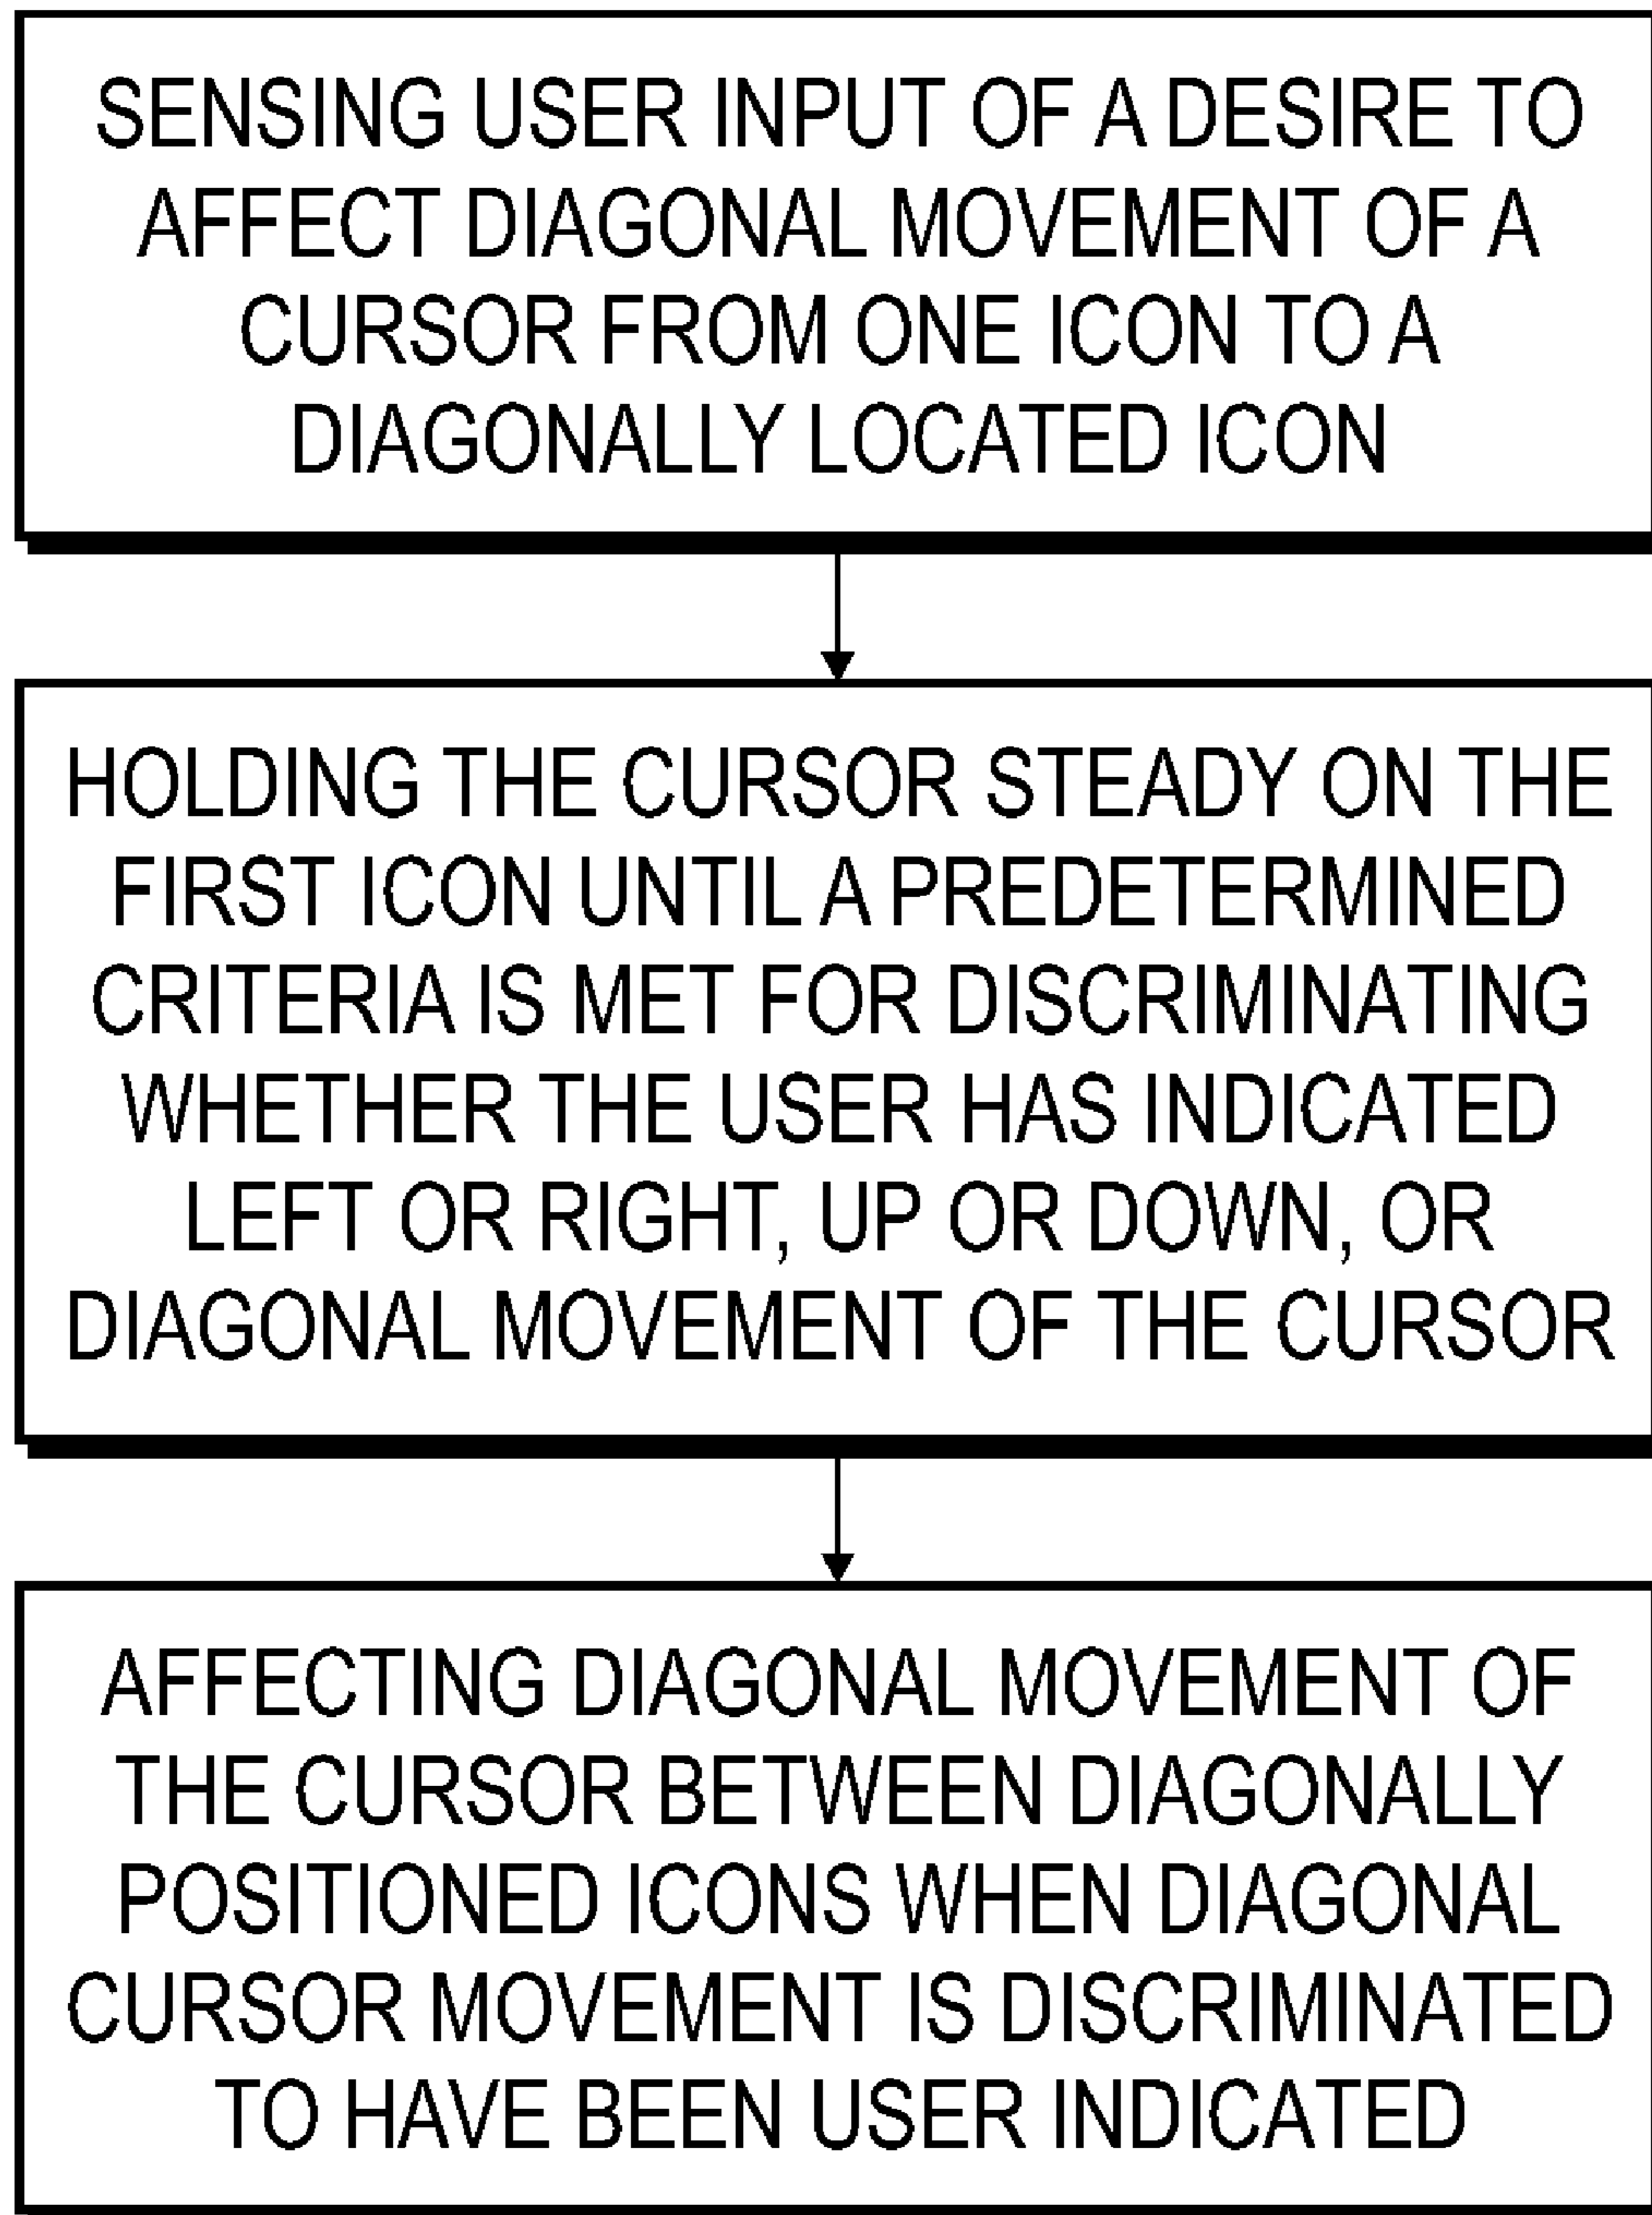 SENSING USER INPUT OF A DESIRE TO
AFFECT DIAGONAL MOVEMENT OF A
CURSOR FROM ONE ICON TO A
DIAGONALLY LOCATED ICON
HOLDING THE CURSOR STEADY ON THE
FIRST ICON UNTIL A PREDETERMINED
CRITERIA IS MET FOR DISCRIMINATING
WHETHER THE USER HAS INDICATED
LEFT OR RIGHT, UP OR DOWN, OR
DIAGONAL MOVEMENT OF THE CURSOR
AFFECTING DIAGONAL MOVEMENT OF
THE CURSOR BETWEEN DIAGONALLY
POSITIONED ICONS WHEN DIAGONAL
CURSOR MOVEMENT IS DISCRIMINATED
TO HAVE BEEN USER INDICATED